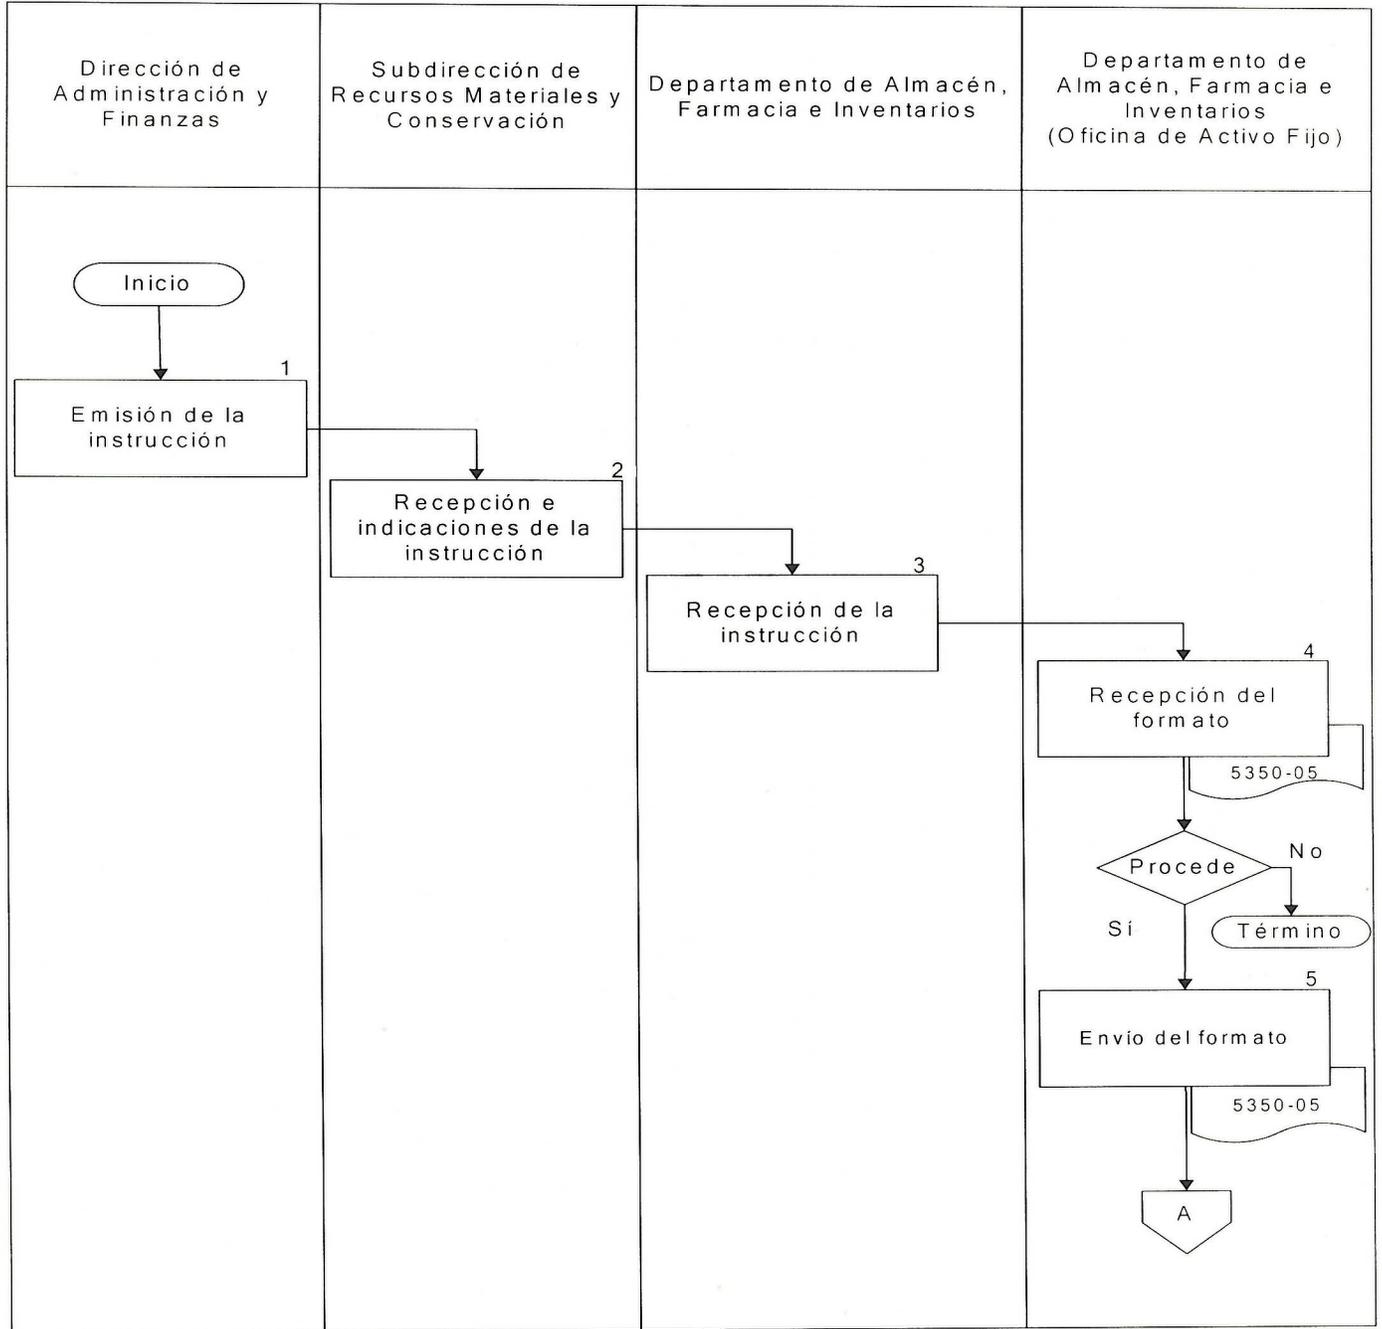 Dirección de
Administración y
Finanzas
Subdirección de
Recursos Materiales y
Conservación
Departamento de Almacén,
Farmacia e Inventarios
Departamento de
Almacén, Farmacia e
Inventarios
(Oficina de Activo Fijo)
Inicio
1
Emisión de la
instrucción
2
Recepción e
indicaciones de la
instrucción
3
Recepción de la
instrucción
4
Recepción del
formato
5350-05
Procede
No
Sí
Término
5
Envío del formato
5350-05
A